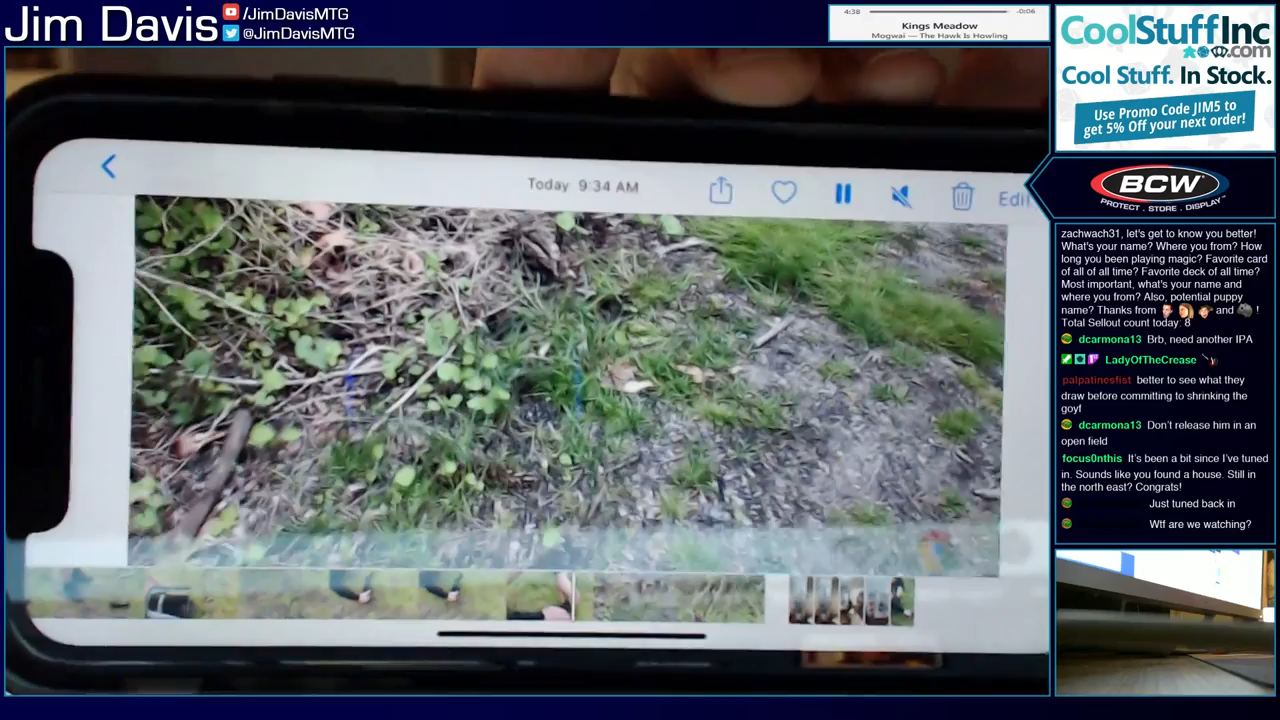 Jim Davis
/JimDavisMTG
@JimDavisMTG
4:38
-0:06
Kings Meadow
Mogwai — The Hawk Is Howling
CoolStuffInc
.com
Cool Stuff. In Stock.
Use Promo Code JIM5 to
get 5% Off your next order!
BCW
PROTECT . STORE . DISPLAY
Today 9:34 AM
Edit
zachwach31, let's get to know you better!
What's your name? Where you from? How
long you been playing magic? Favorite card
of all of all time? Favorite deck of all time?
Most important, what's your name and
where you from? Also, potential puppy
name? Thanks from and !
Total Sellout count today: 8
dcarmona13 Brb, need another IPA
LadyOfTheCrease
palpatinesfist better to see what they
draw before committing to shrinking the
goyf
dcarmona13 Don't release him in an
open field
focus0nthis It's been a bit since I've tuned
in. Sounds like you found a house. Still in
the north east? Congrats!
Just tuned back in
Wtf are we watching?